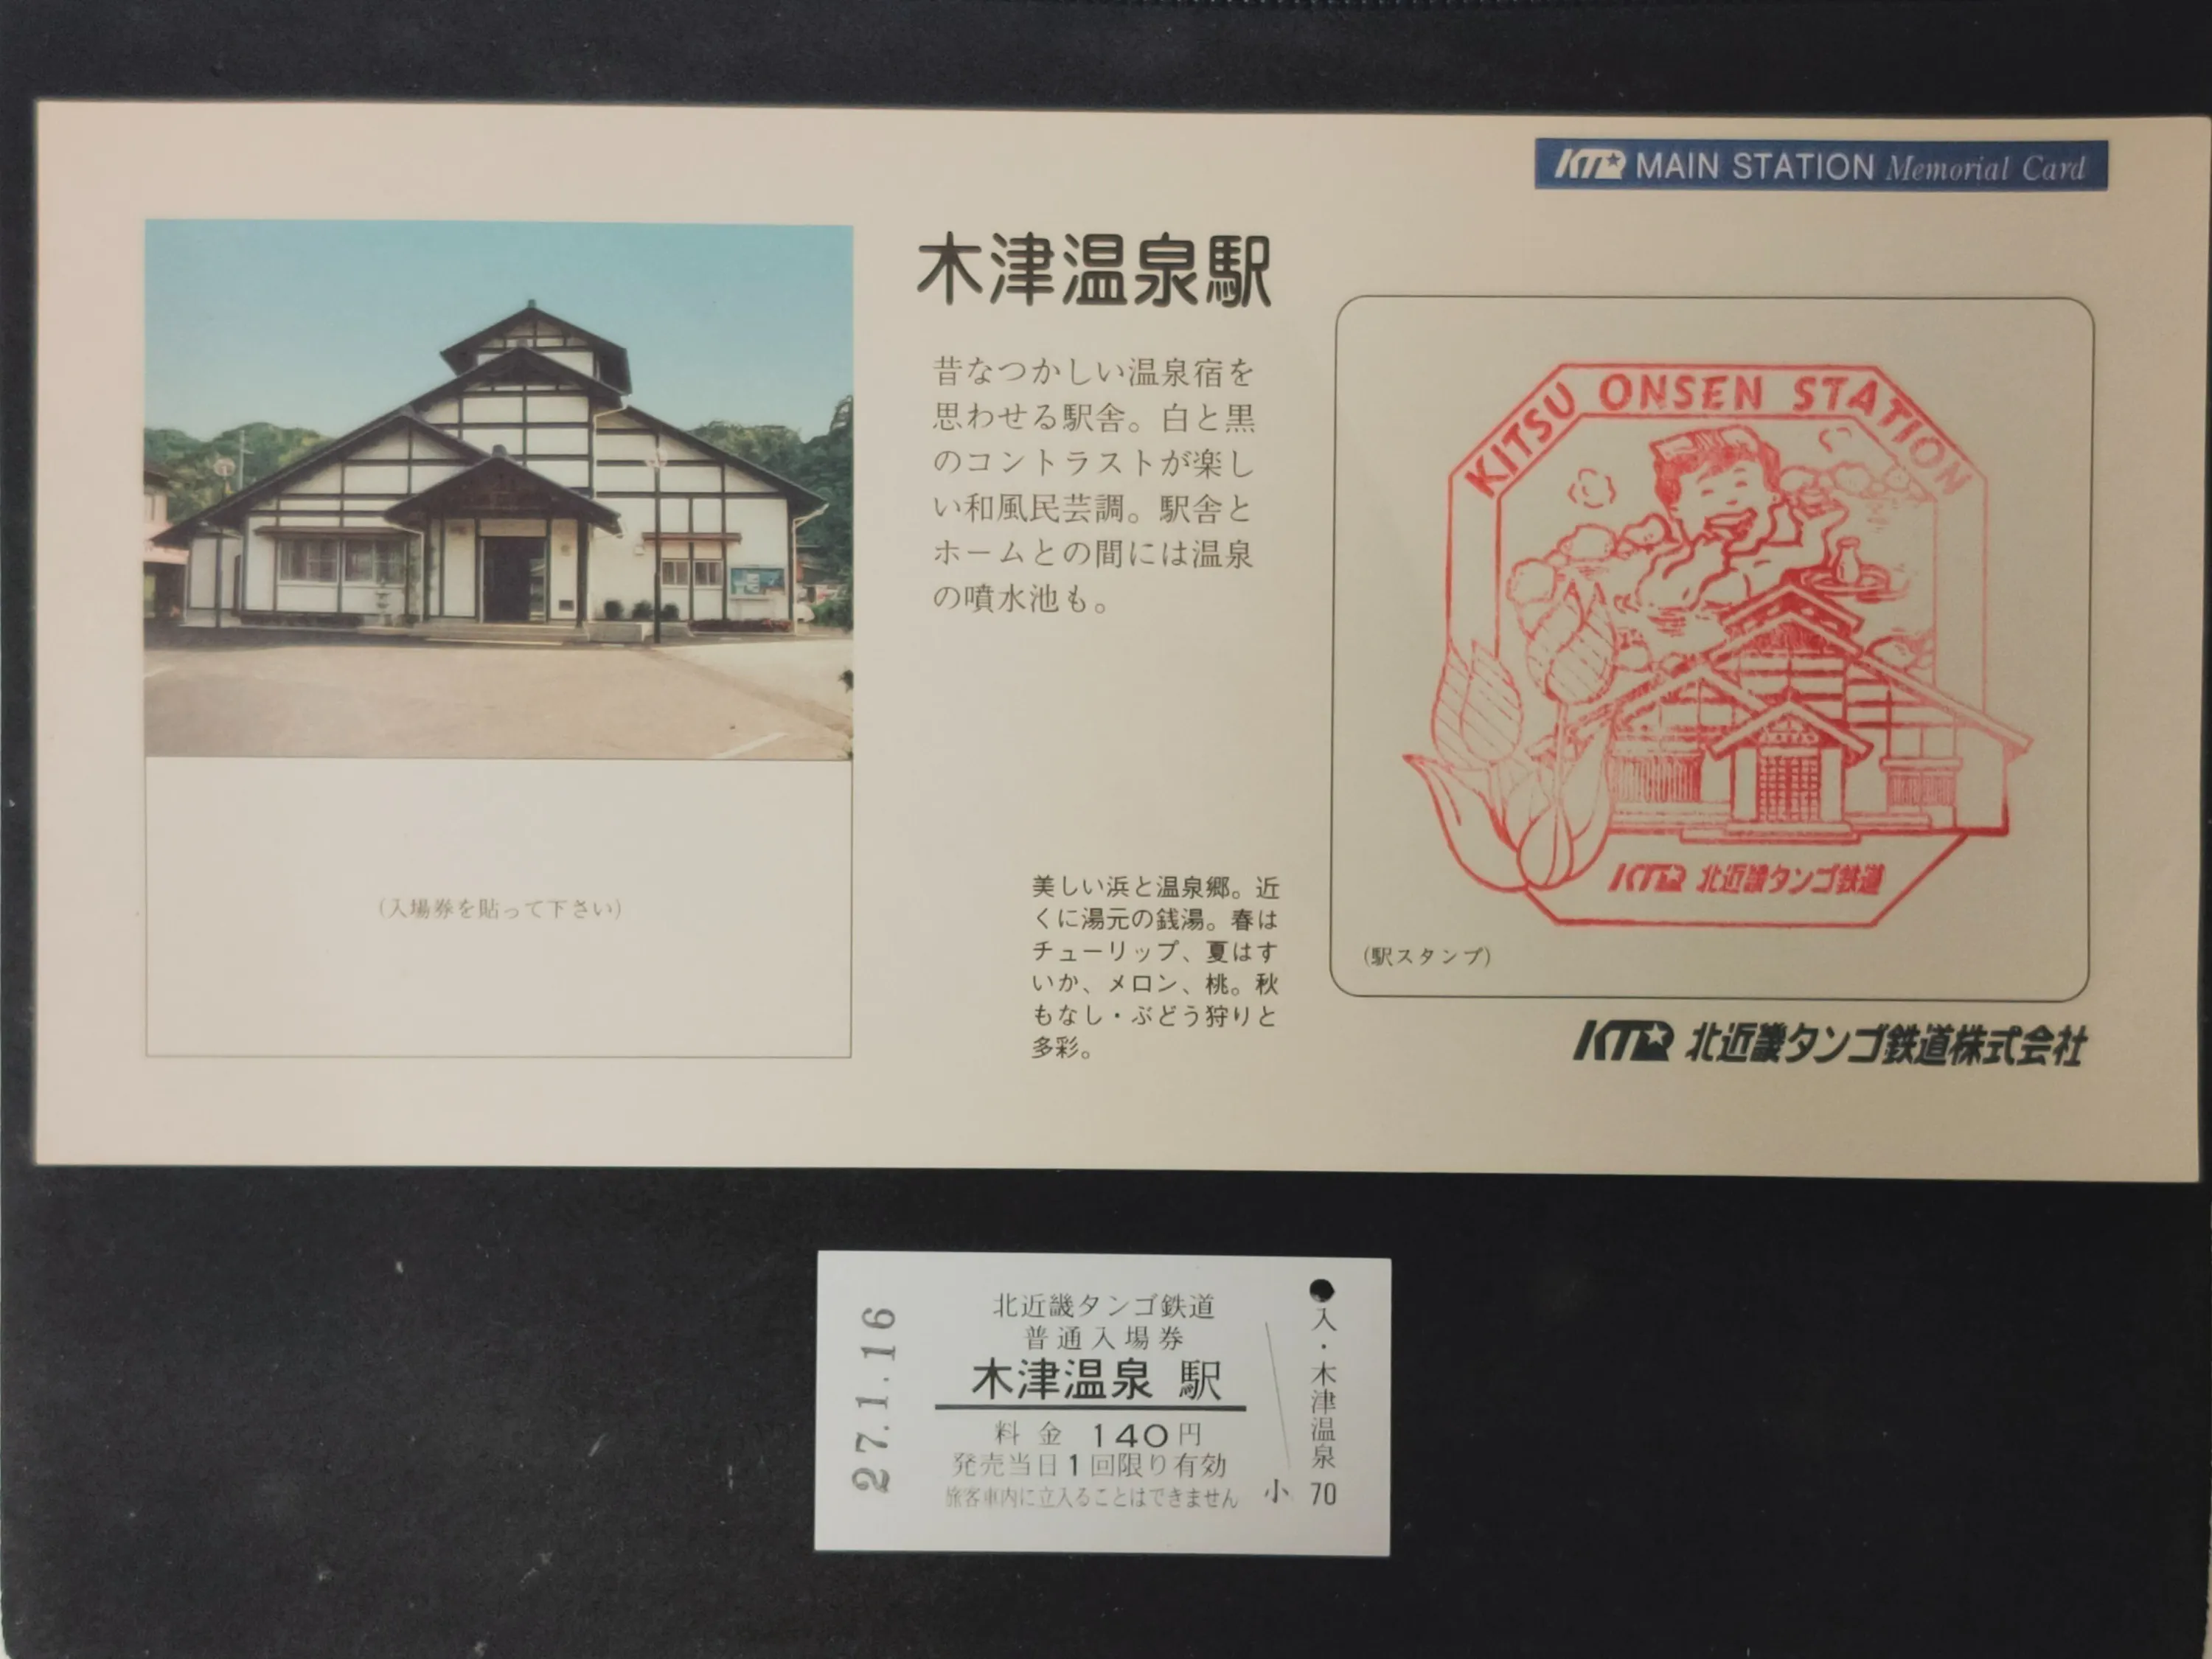 KTR MAIN STATION Memorial Card
木津温泉駅
昔なつかしい温泉宿を
思わせる駅舎。白と黒
のコントラストが楽し
い和風民芸調。駅舎と
ホームとの間には温泉
の噴水池も。
美しい浜と温泉郷。近
くに湯元の銭湯。春は
チューリップ、夏はす
いか、メロン、桃。秋
もなし・ぶどう狩りと
多彩。
(入場券を貼って下さい)
KITSU ONSEN STATION
KTR 北近畿タンゴ鉄道
(駅スタンプ)
KTR 北近畿タンゴ鉄道株式会社
27.1.16
北近畿タンゴ鉄道
普通入場券
木津温泉 駅
料金 140円
発売当日1回限り有効
旅客車内に立入ることはできません
小
入・木津温泉
70